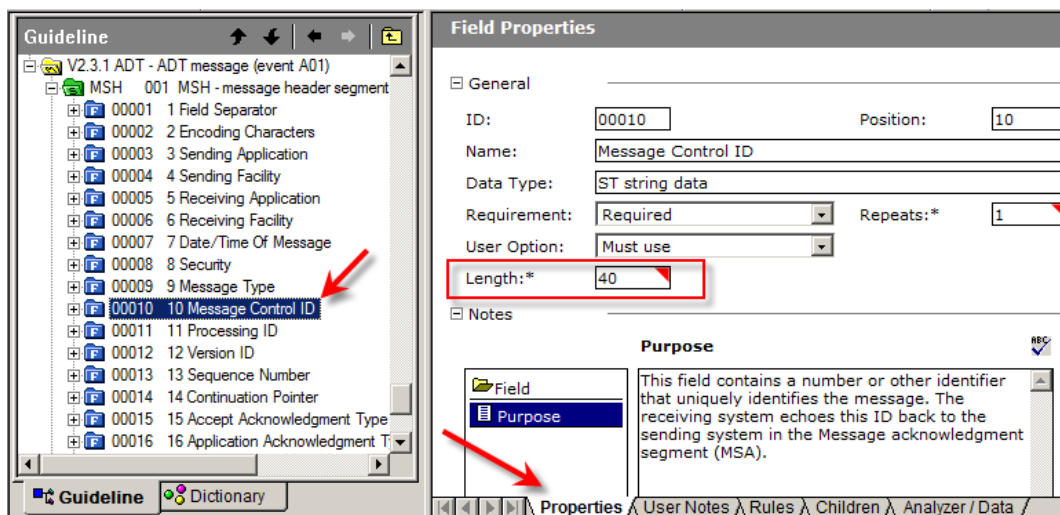 Guideline
V2.3.1 ADT - ADT message (event A01)
MSH 001 MSH - message header segment
00001 1 Field Separator
00002 2 Encoding Characters
00003 3 Sending Application
00004 4 Sending Facility
00005 5 Receiving Application
00006 6 Receiving Facility
00007 7 Date/Time Of Message
00008 8 Security
00009 9 Message Type
00010 10 Message Control ID
00011 11 Processing ID
00012 12 Version ID
00013 13 Sequence Number
00014 14 Continuation Pointer
00015 15 Accept Acknowledgment Type
00016 16 Application Acknowledgment T
Guideline Dictionary
Field Properties
General
ID: 00010 Position: 10
Name: Message Control ID
Data Type: ST string data
Requirement: Required Repeats:* 1
User Option: Must use
Length:* 40
Notes
Purpose
ABC
Field
Purpose
This field contains a number or other identifier
that uniquely identifies the message. The
receiving system echoes this ID back to the
sending system in the Message acknowledgment
segment (MSA).
Properties User Notes Rules Children Analyzer / Data